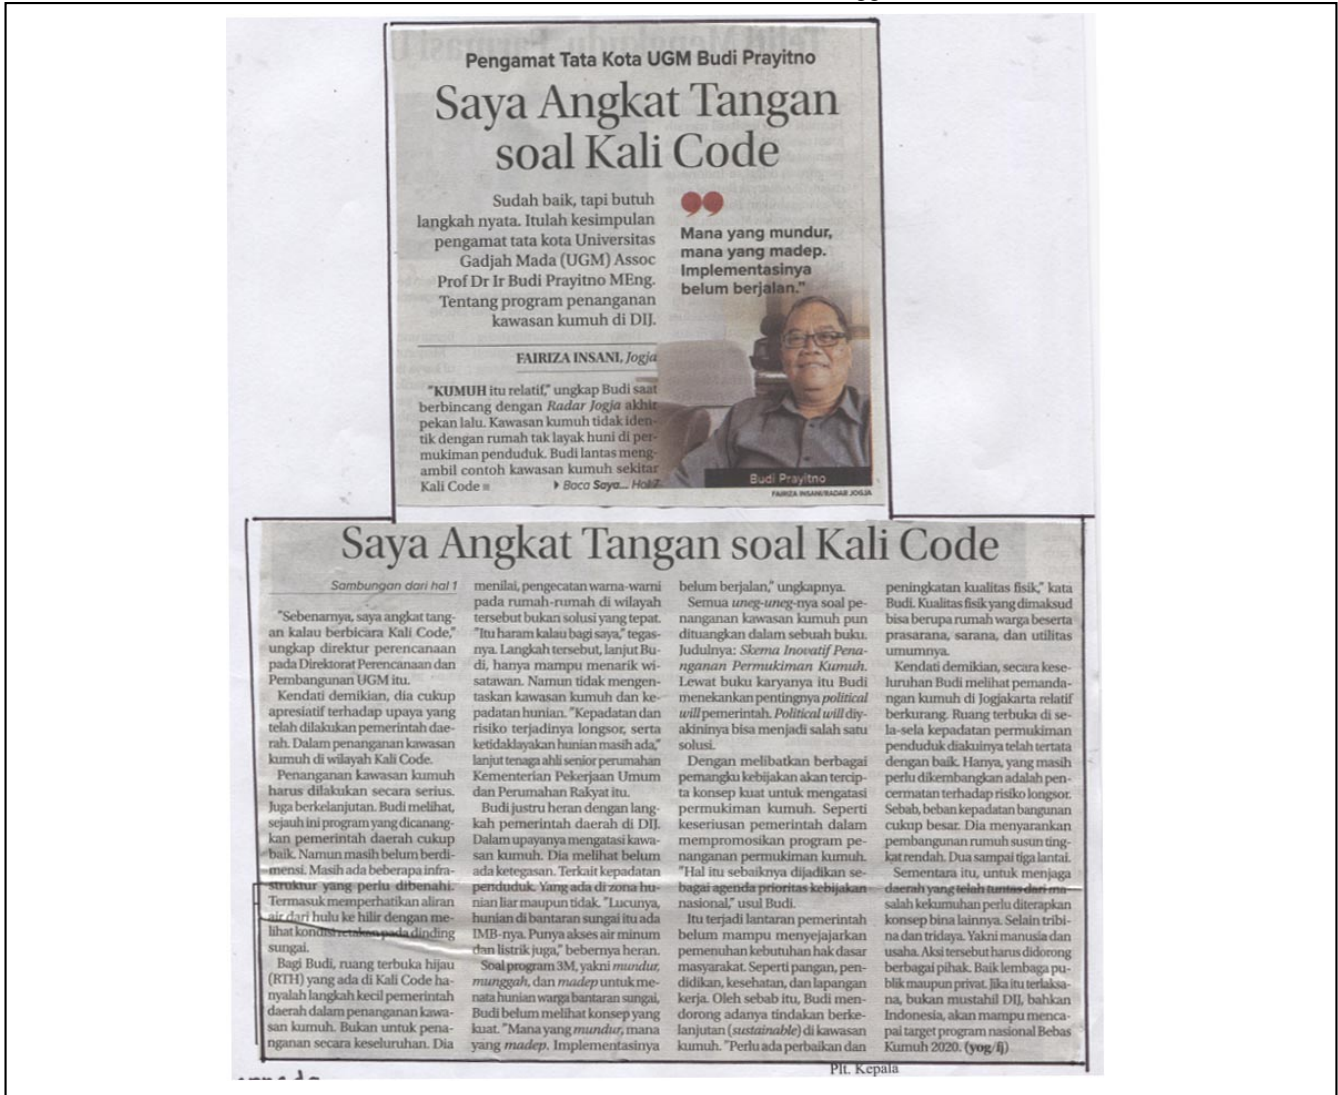 Pengamat Tata Kota UGM Budi Prayitno
Saya Angkat Tangan
soal Kali Code
Sudah baik, tapi butuh
langkah nyata. Itulah kesimpulan
pengamat tata kota Universitas
Gadjah Mada (UGM) Assoc
Prof Dr Ir Budi Prayitno MEng.
Tentang program penanganan
kawasan kumuh di DIJ.
FAIRIZA INSANI, Jogja
"KUMUH itu relatif," ungkap Budi saat
berbincang dengan Radar Jogja akhir
pekan lalu. Kawasan kumuh tidak iden-
tik dengan rumah tak layak huni di per-
mukiman penduduk. Budi lantas meng-
ambil contoh kawasan kumuh sekitar
Kali Code
Baca Saya... Hal 7
Mana yang mundur,
mana yang madep.
Implementasinya
belum berjalan."
Budi Prayitno
FAIRIZA INSANI/RADAR JOGJA
Saya Angkat Tangan soal Kali Code
Sambungan dari hal 1
"Sebenarnya, saya angkat tang-
an kalau berbicara Kali Code,"
ungkap direktur perencanaan
pada Direktorat Perencanaan dan
Pembangunan UGM itu.
Kendati demikian, dia cukup
apresiatif terhadap upaya yang
telah dilakukan pemerintah dae-
rah. Dalam penanganan kawasan
kumuh di wilayah Kali Code.
Penanganan kawasan kumuh
harus dilakukan secara serius.
Juga berkelanjutan. Budi melihat,
sejauh ini program yang dicanang-
kan pemerintah daerah cukup
baik. Namun masih belum berdi-
mensi. Masih ada beberapa infra-
struktur yang perlu dibenahi.
Termasuk memperhatikan aliran
air dari hulu ke hilir dengan me-
lihat kondisi retakan pada dinding
sungai.
Bagi Budi, ruang terbuka hijau
(RTH) yang ada di Kali Code ha-
nyalah langkah kecil pemerintah
daerah dalam penanganan kawa-
san kumuh. Bukan untuk pena-
nganan secara keseluruhan. Dia
menilai, pengecatan warna-warni
pada rumah-rumah di wilayah
tersebut bukan solusi yang tepat.
"Itu haram kalau bagi saya," tegas-
nya. Langkah tersebut, lanjut Bu-
di, hanya mampu menarik wi-
satawan. Namun tidak mengen-
taskan kawasan kumuh dan ke-
padatan hunian. "Kepadatan dan
risiko terjadinya longsor, serta
ketidaklayakan hunian masih ada,"
lanjut tenaga ahli senior perumahan
Kementerian Pekerjaan Umum
dan Perumahan Rakyat itu.
Budi justru heran dengan lang-
kah pemerintah daerah di DIJ.
Dalam upayanya mengatasi kawa-
san kumuh. Dia melihat belum
ada ketegasan. Terkait kepadatan
penduduk. Yang ada di zona hu-
nian liar maupun tidak. "Lucunya,
hunian di bantaran sungai itu ada
IMB-nya. Punya akses air minum
dan listrik juga," bebernya heran.
Soal program 3M, yakni mundur,
munggah, dan madep untuk me-
nata hunian warga bantaran sungai,
Budi belum melihat konsep yang
kuat. "Mana yang mundur, mana
yang madep. Implementasinya
belum berjalan," ungkapnya.
Semua uneg-uneg-nya soal pe-
nanganan kawasan kumuh pun
dituangkan dalam sebuah buku.
Judulnya: Skema Inovatif Pena-
nganan Permukiman Kumuh.
Lewat buku karyanya itu Budi
menekankan pentingnya political
will pemerintah. Political will diy-
akininya bisa menjadi salah satu
solusi.
Dengan melibatkan berbagai
pemangku kebijakan akan tercip-
ta konsep kuat untuk mengatasi
permukiman kumuh. Seperti
keseriusan pemerintah dalam
mempromosikan program pe-
nanganan permukiman kumuh.
"Hal itu sebaiknya dijadikan se-
bagai agenda prioritas kebijakan
nasional," usul Budi.
Itu terjadi lantaran pemerintah
belum mampu menyejajarkan
pemenuhan kebutuhan hak dasar
masyarakat. Seperti pangan, pen-
didikan, kesehatan, dan lapangan
kerja. Oleh sebab itu, Budi men-
dorong adanya tindakan berke-
lanjutan (sustainable) di kawasan
kumuh. "Perlu ada perbaikan dan
peningkatan kualitas fisik," kata
Budi. Kualitas fisik yang dimaksud
bisa berupa rumah warga beserta
prasarana, sarana, dan utilitas
umumnya.
Kendati demikian, secara kese-
luruhan Budi melihat pemanda-
ngan kumuh di Jogjakarta relatif
berkurang. Ruang terbuka di se-
la-sela kepadatan permukiman
penduduk diakuinya telah tertata
dengan baik. Hanya, yang masih
perlu dikembangkan adalah pen-
cermatan terhadap risiko longsor.
Sebab, beban kepadatan bangunan
cukup besar. Dia menyarankan
pembangunan rumuh susun ting-
kat rendah. Dua sampai tiga lantai.
Sementara itu, untuk menjaga
daerah yang telah tuntas dari ma-
salah kekumuhan perlu diterapkan
konsep bina lainnya. Selain tribi-
na dan tridaya. Yakni manusia dan
usaha. Aksi tersebut harus didorong
berbagai pihak. Baik lembaga pu-
blik maupun privat. Jika itu terlaksa-
na, bukan mustahil DIJ, bahkan
Indonesia, akan mampu menca-
pai target program nasional Bebas
Kumuh 2020. (yog/fj)
Plt. Kepala